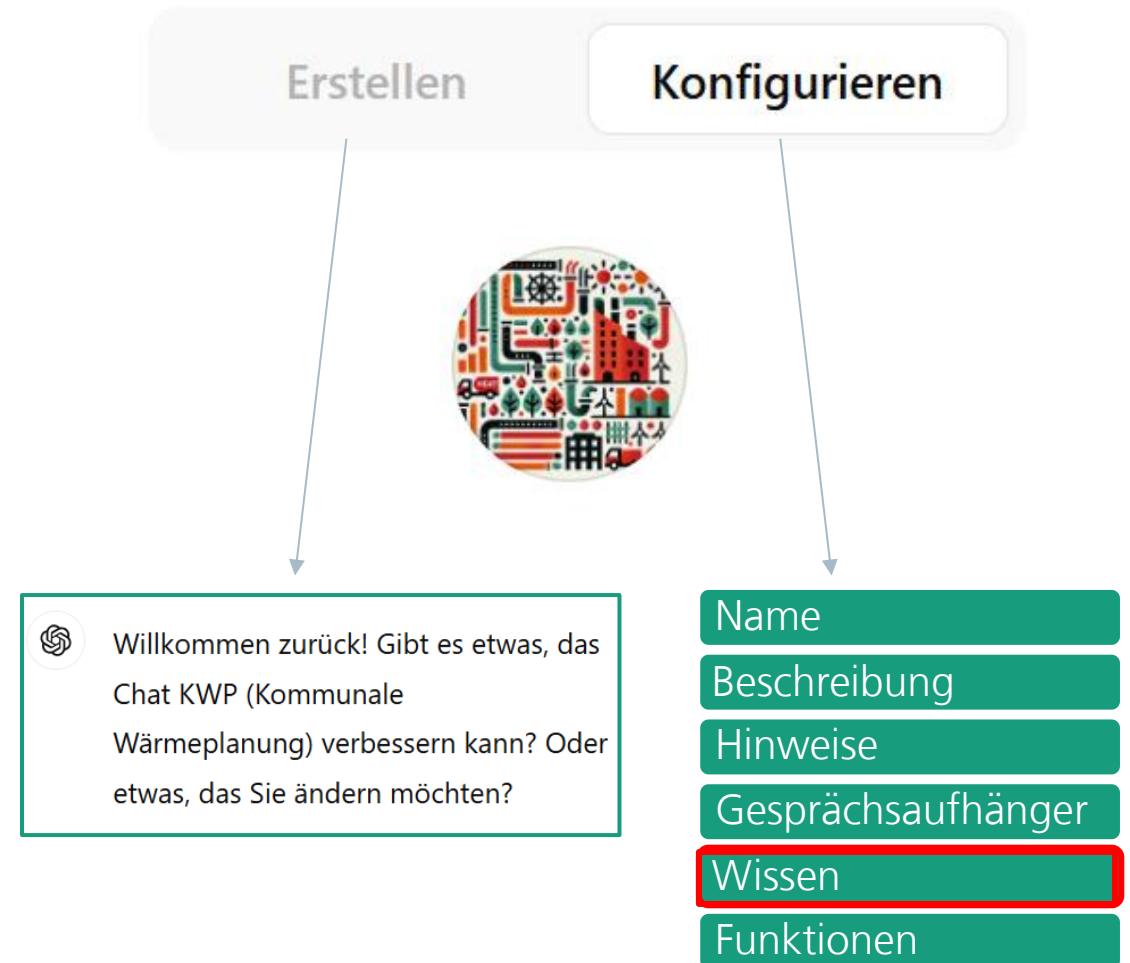 Erstellen
Konfigurieren
HEAT
Willkommen zurück! Gibt es etwas, das
Chat KWP (Kommunale
Wärmeplanung) verbessern kann? Oder
etwas, das Sie ändern möchten?
Name
Beschreibung
Hinweise
Gesprächsaufhänger
Wissen
Funktionen